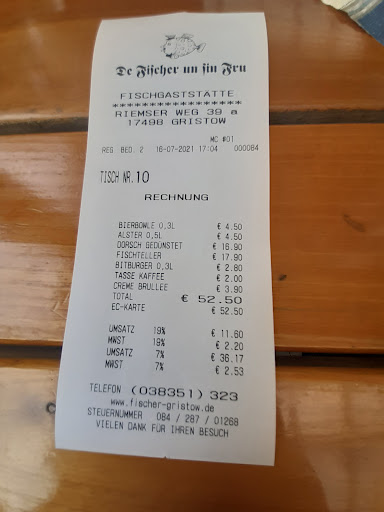 De Fischer un sin Fru
FISCHGASTSTÄTTE
*****************
RIEMSER WEG 39 a
17498 GRISTOW
MC #01
REG BED. 2 16-07-2021 17:04 000084
TISCH NR. 10
RECHNUNG
BIERBOWLE 0,3L € 4.50
ALSTER 0,5L € 4.50
DORSCH GEDÜNSTET € 16.90
FISCHTELLER € 17.90
BITBURGER 0,3L € 2.80
TASSE KAFFEE € 2.00
CREME BRULLEE € 3.90
TOTAL € 52.50
EC-KARTE € 52.50
UMSATZ 19% € 11.60
MWST 19% € 2.20
UMSATZ 7% € 36.17
MWST 7% € 2.53
TELEFON (038351) 323
www.fischer-gristow.de
STEUERNUMMER 084 / 287 / 01268
VIELEN DANK FÜR IHREN BESUCH